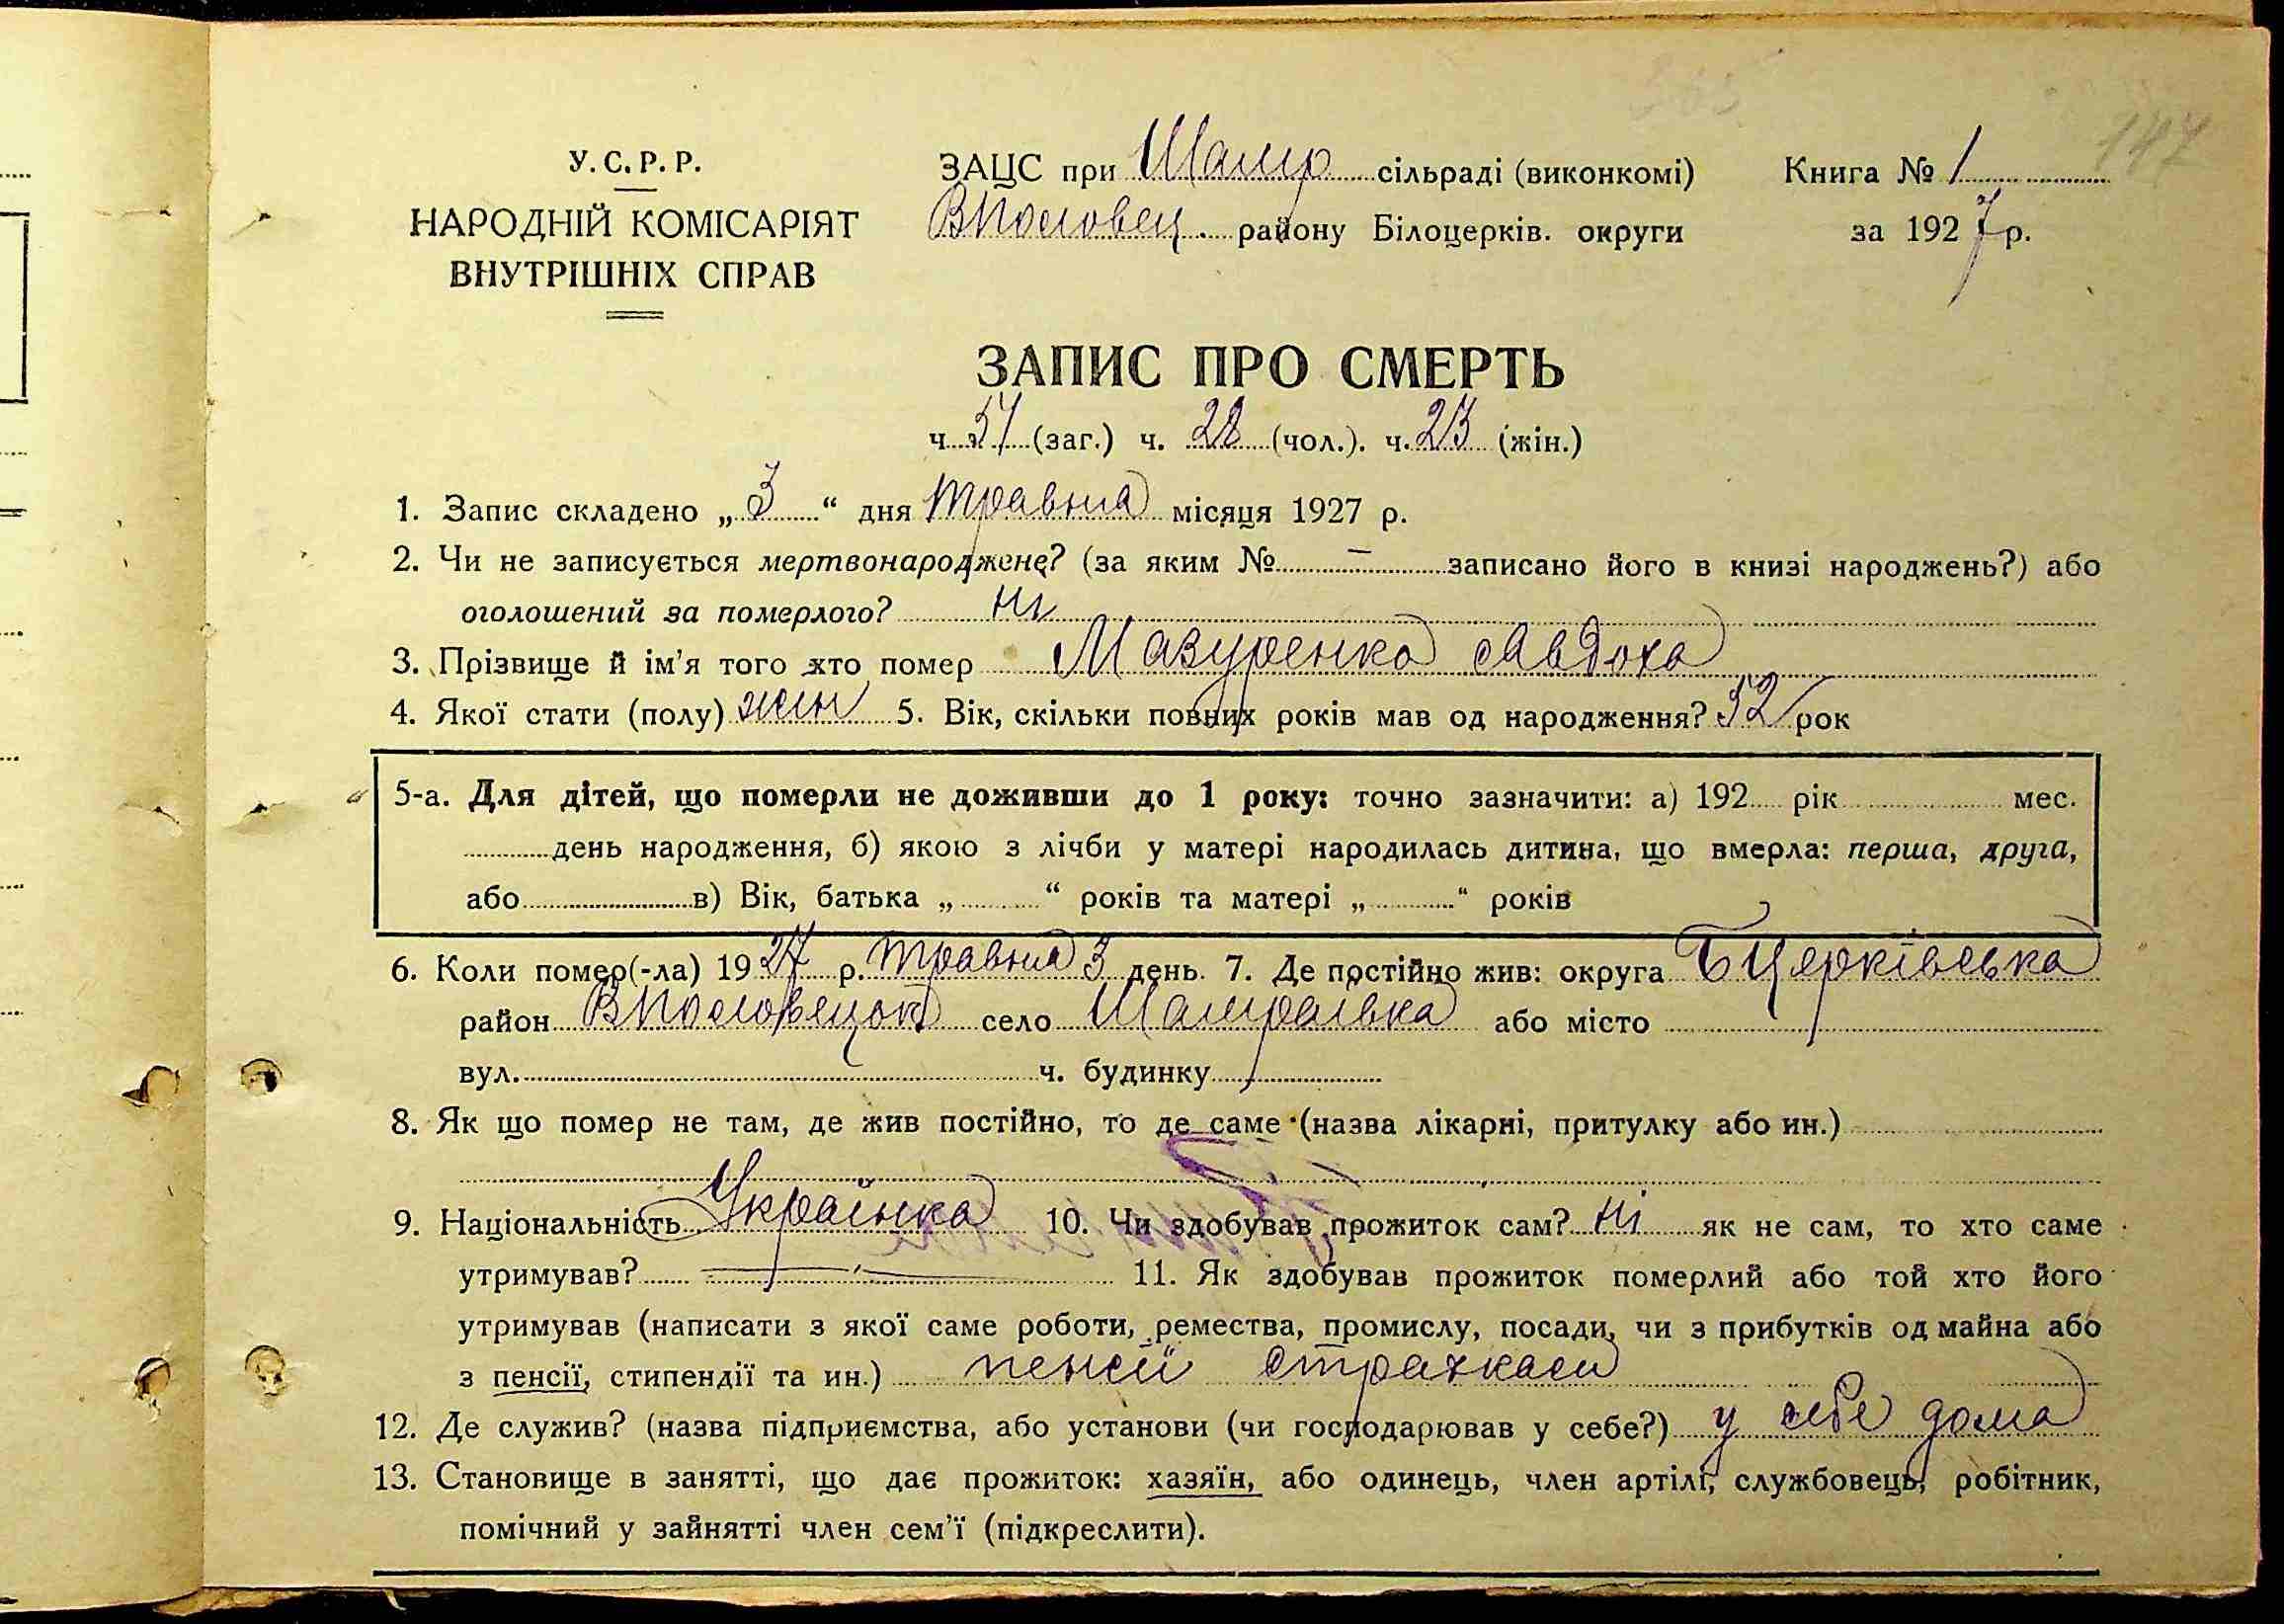 147
У.С.Р.Р.
НАРОДНІЙ КОМІСАРІЯТ
ВНУТРІШНІХ СПРАВ
ЗАЦС при Шамр сільраді (виконкомі)
ВПоловец. району Білоцерків. округи
Книга № 1
за 1927 р.
ЗАПИС ПРО СМЕРТЬ
ч. 51 (заг.) ч. 28 (чол.). ч. 23 (жін.)
1. Запис складено „ 3 “ дня травня місяця 1927 р.
2. Чи не записується мертвонароджене? (за яким № — записано його в книзі народжень?) або
оголошений за померлого? ні
3. Прізвище й ім’я того хто помер Мазуренко Авдоха
4. Якої стати (полу) жін 5. Вік, скільки повних років мав од народження? 52 рок
5-а. Для дітей, що померли не доживши до 1 року: точно зазначити: а) 192 рік мес.
день народження, б) якою з лічби у матері народилась дитина, що вмерла: перша, друга,
або в) Вік, батька „ “ років та матері „ “ років
6. Коли помер(-ла) 1927 р. травня 3 день. 7. Де постійно жив: округа БЦерківська
район ВПоловецьк село Шамраївка або місто
вул. ч. будинку
8. Як що помер не там, де жив постійно, то де саме (назва лікарні, притулку або ин.)
—
9. Національність Українка 10. Чи здобував прожиток сам? ні як не сам, то хто саме
утримував? — 11. Як здобував прожиток померлий або той хто його
утримував (написати з якої саме роботи, ремества, промислу, посади, чи з прибутків од майна або
з пенсії, стипендії та ин.) пенсії страхкаси
12. Де служив? (назва підприємства, або установи (чи господарював у себе?) у себе дома
13. Становище в занятті, що дає прожиток: хазяїн, або одинець, член артілі, службовець, робітник,
помічний у зайнятті член сем’ї (підкреслити).